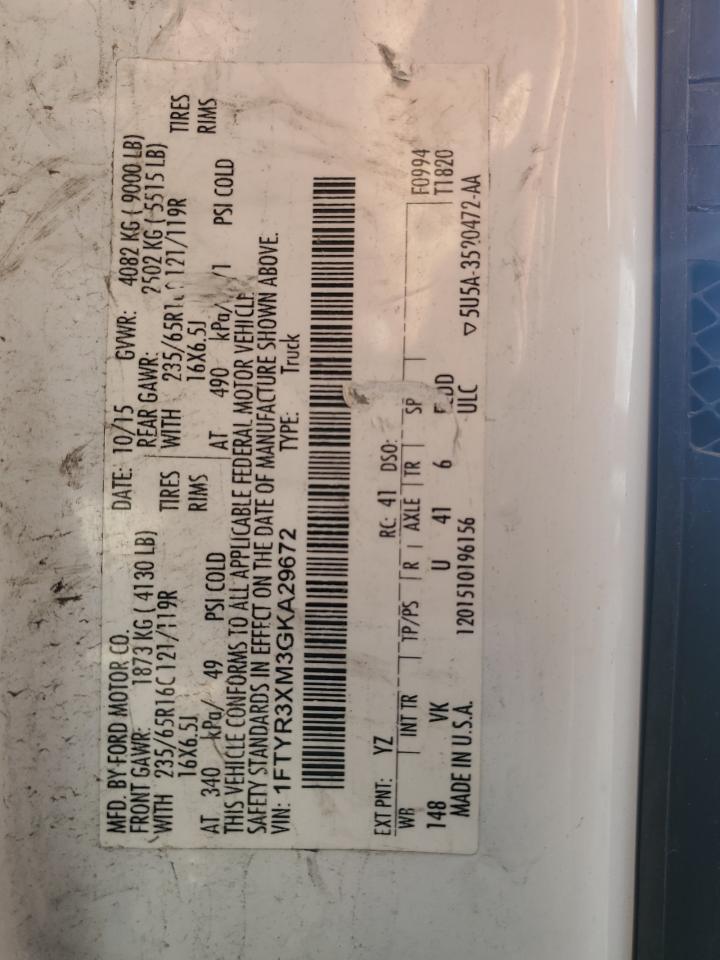 MFD. BY FORD MOTOR CO. DATE: 10/15 GVWR: 4082 KG ( 9000 LB)
FRONT GAWR: 1873 KG ( 4130 LB) REAR GAWR: 2502 KG ( 5515 LB)
WITH 235/65R16C 121/119R TIRES WITH 235/65R16C 121/119R TIRES
16X6.5J RIMS 16X6.5J RIMS
AT 340 kPa/ 49 PSI COLD AT 490 kPa/ PSI COLD
THIS VEHICLE CONFORMS TO ALL APPLICABLE FEDERAL MOTOR VEHICLE
SAFETY STANDARDS IN EFFECT ON THE DATE OF MANUFACTURE SHOWN ABOVE.
VIN: 1FTYR3XM3GKA29672 TYPE: Truck
EXT PNT: YZ RC: 41 DSO:
WB INT TR TP/PS R AXLE TR SP F0994
148 VK U 41 6 T1820
MADE IN U.S.A. 1201510196156 ULC ▽5U5A-3520472-AA